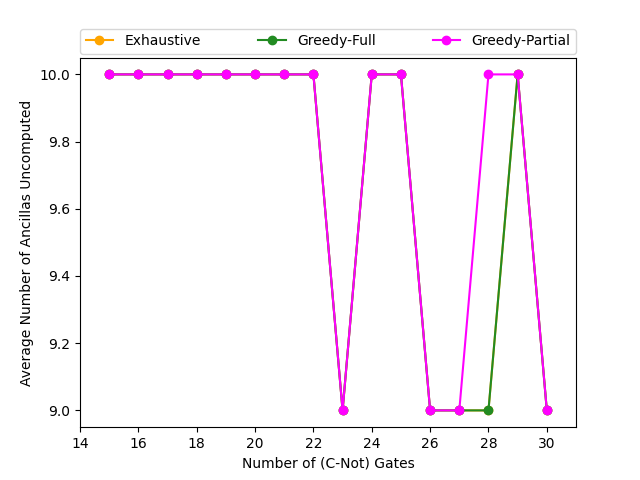 Exhaustive Greedy-Full Greedy-Partial
10.0
9.8
9.6
9.4
9.2
9.0
Average Number of Ancillas Uncomputed
14 16 18 20 22 24 26 28 30
Number of (C-Not) Gates